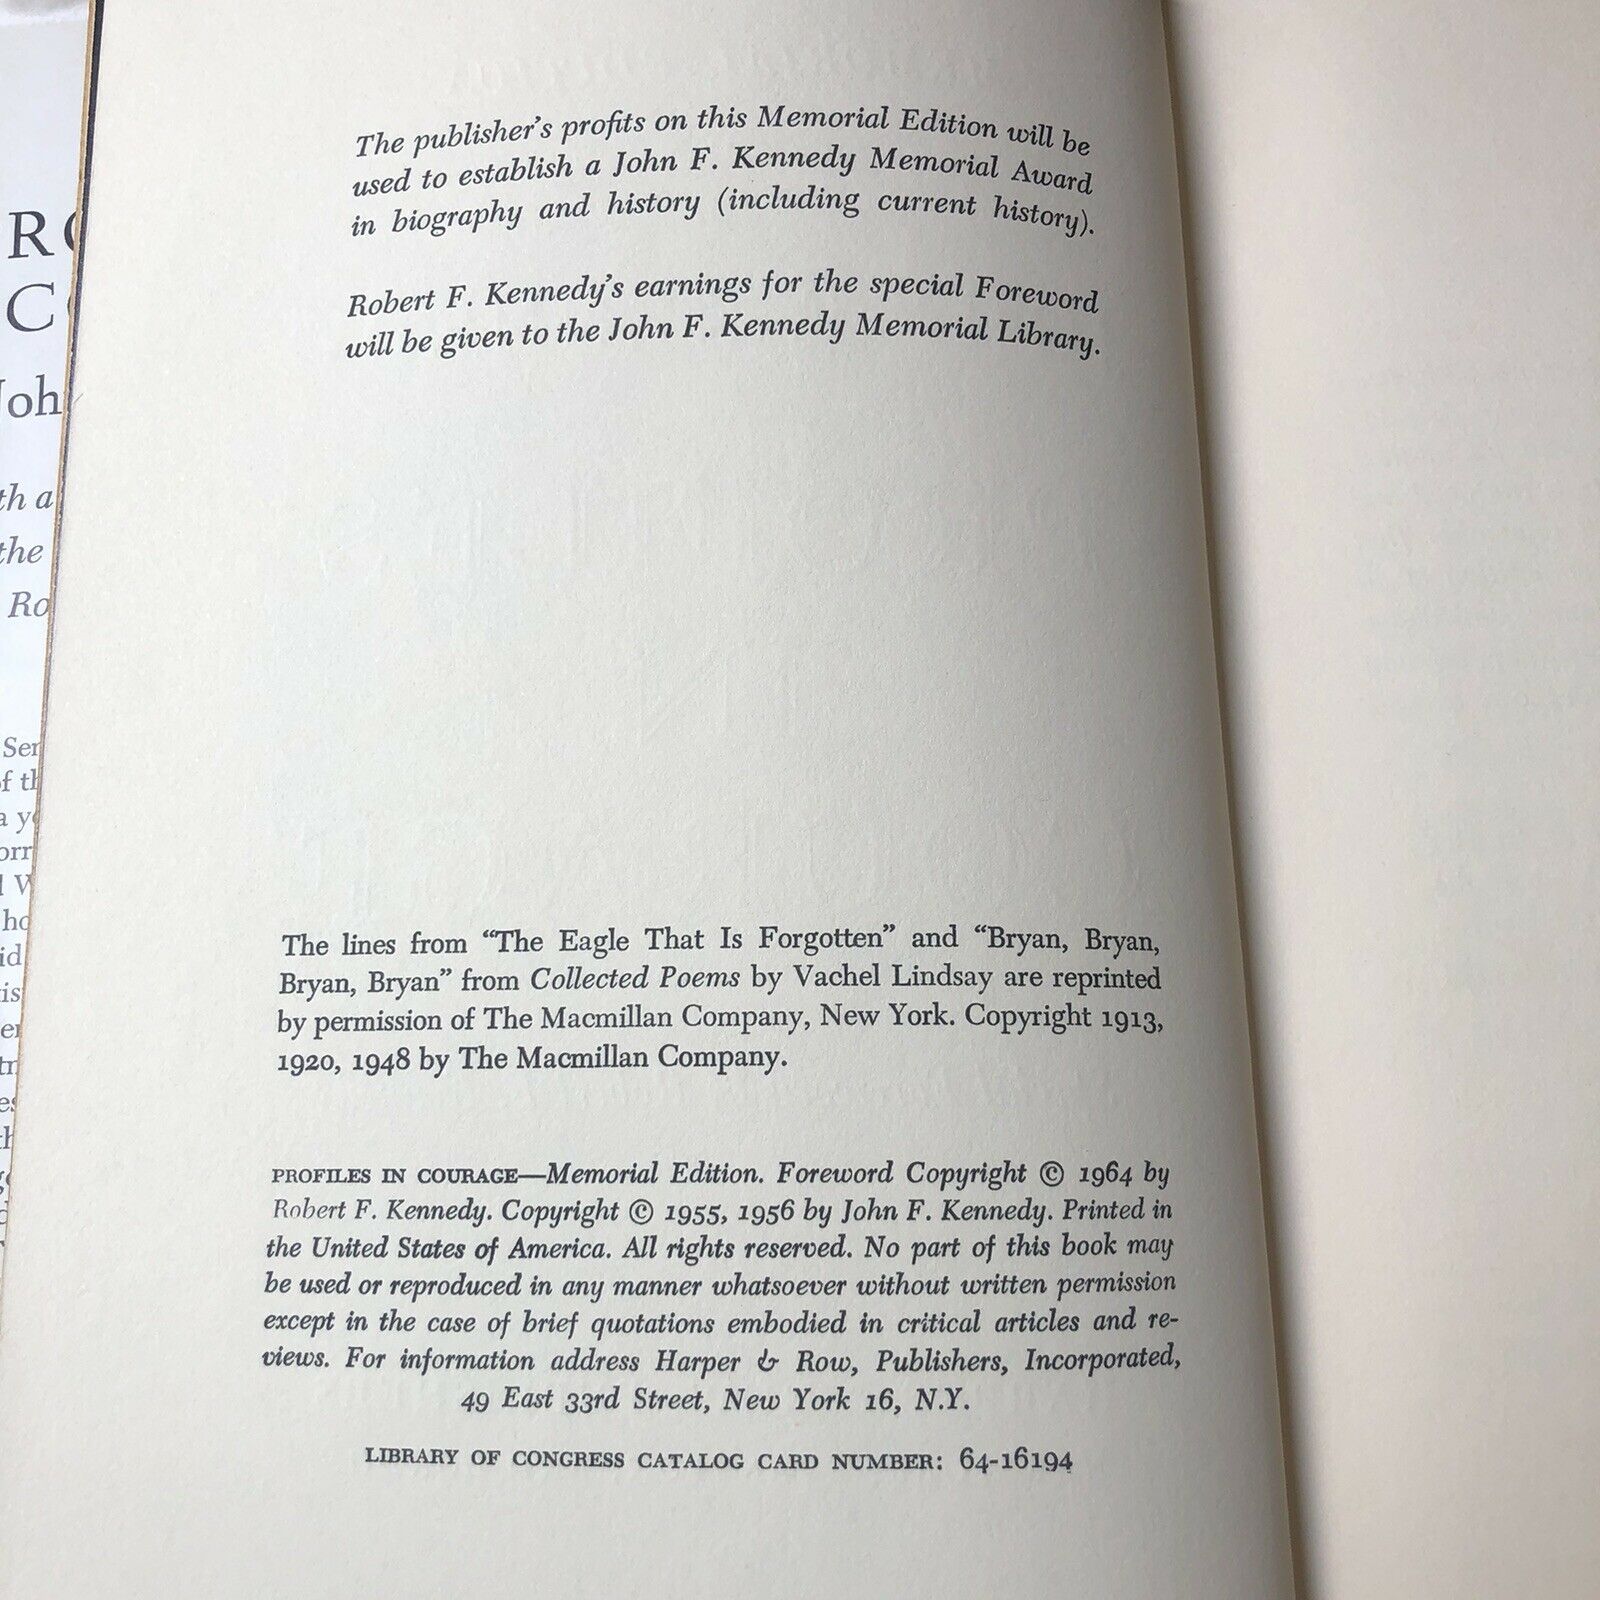 The publisher's profits on this Memorial Edition will be
used to establish a John F. Kennedy Memorial Award
in biography and history (including current history).
Robert F. Kennedy's earnings for the special Foreword
will be given to the John F. Kennedy Memorial Library.
The lines from “The Eagle That Is Forgotten” and “Bryan, Bryan,
Bryan, Bryan” from Collected Poems by Vachel Lindsay are reprinted
by permission of The Macmillan Company, New York. Copyright 1913,
1920, 1948 by The Macmillan Company.
PROFILES IN COURAGE—Memorial Edition. Foreword Copyright © 1964 by
Robert F. Kennedy. Copyright © 1955, 1956 by John F. Kennedy. Printed in
the United States of America. All rights reserved. No part of this book may
be used or reproduced in any manner whatsoever without written permission
except in the case of brief quotations embodied in critical articles and re-
views. For information address Harper & Row, Publishers, Incorporated,
49 East 33rd Street, New York 16, N.Y.
LIBRARY OF CONGRESS CATALOG CARD NUMBER: 64-16194